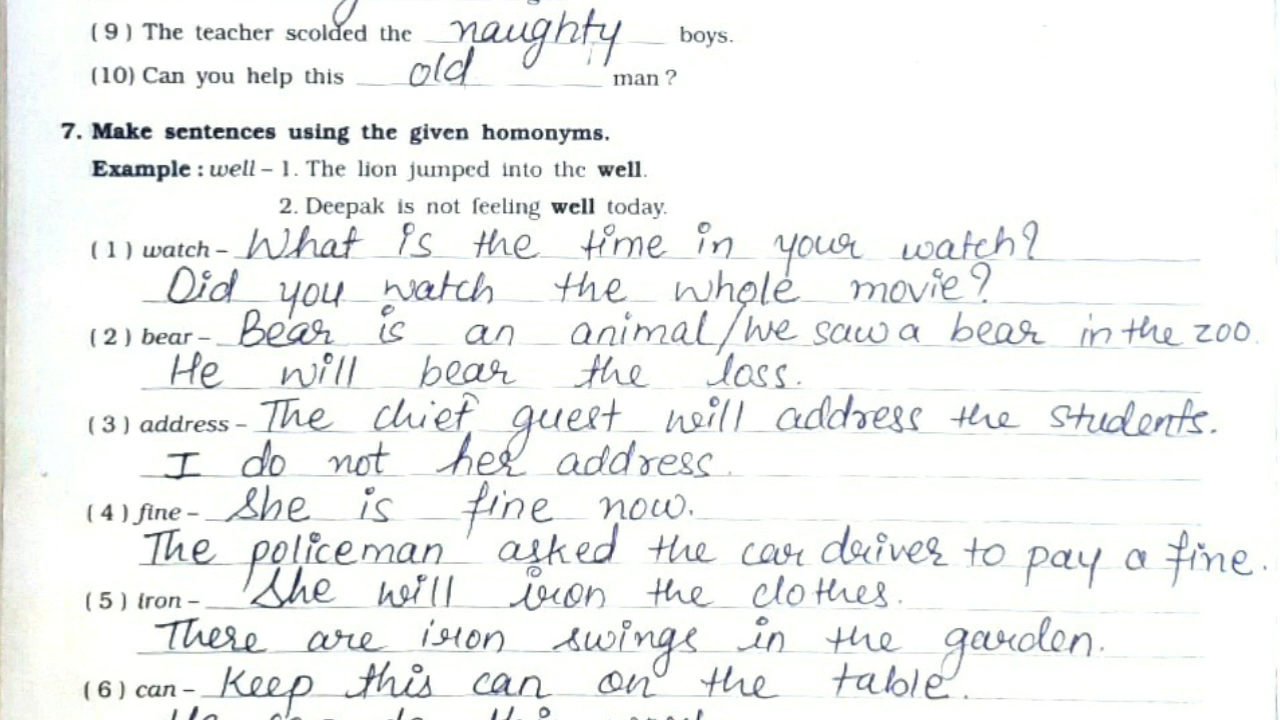 (9) The teacher scolded the naughty boys.
(10) Can you help this old man?
7. Make sentences using the given homonyms.
Example : well – 1. The lion jumped into the well.
2. Deepak is not feeling well today.
(1) watch – What is the time in your watch?
Did you watch the whole movie?
(2) bear – Bear is an animal/We saw a bear in the zoo.
He will bear the loss.
(3) address – The chief guest will address the students.
I do not her address.
(4) fine – She is fine now.
The policeman asked the car driver to pay a fine.
(5) iron – She will iron the clothes.
There are iron swings in the garden.
(6) can – Keep this can on the table.